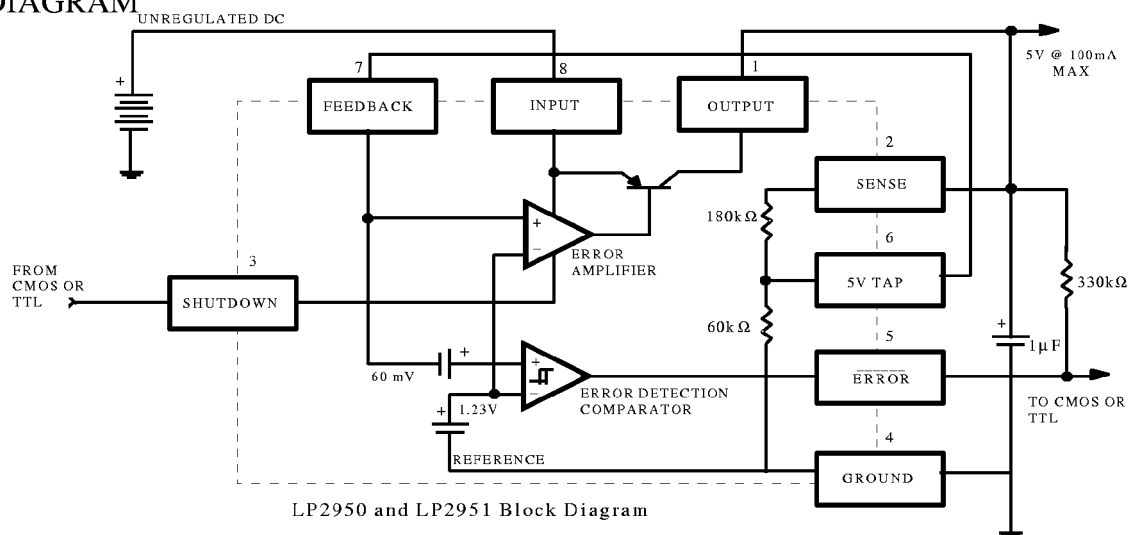 DIAGRAM
UNREGULATED DC
7
8
1
5V @ 100mA
MAX
+
FEEDBACK
INPUT
OUTPUT
2
SENSE
180kΩ
+
−
ERROR
AMPLIFIER
6
5V TAP
FROM
CMOS OR
TTL
3
SHUTDOWN
330kΩ
60kΩ
+
1µF
5
ERROR
60 mV
+
+
−
ERROR DETECTION
COMPARATOR
TO CMOS OR
TTL
+
1.23V
4
REFERENCE
GROUND
LP2950 and LP2951 Block Diagram